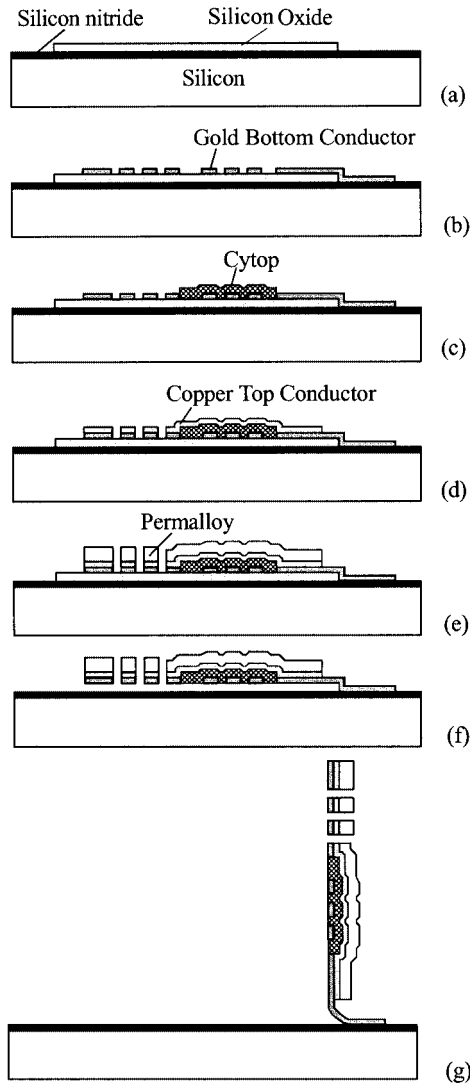 Silicon nitride
Silicon Oxide
Silicon
(a)
Gold Bottom Conductor
(b)
Cytop
(c)
Copper Top Conductor
(d)
Permalloy
(e)
(f)
(g)